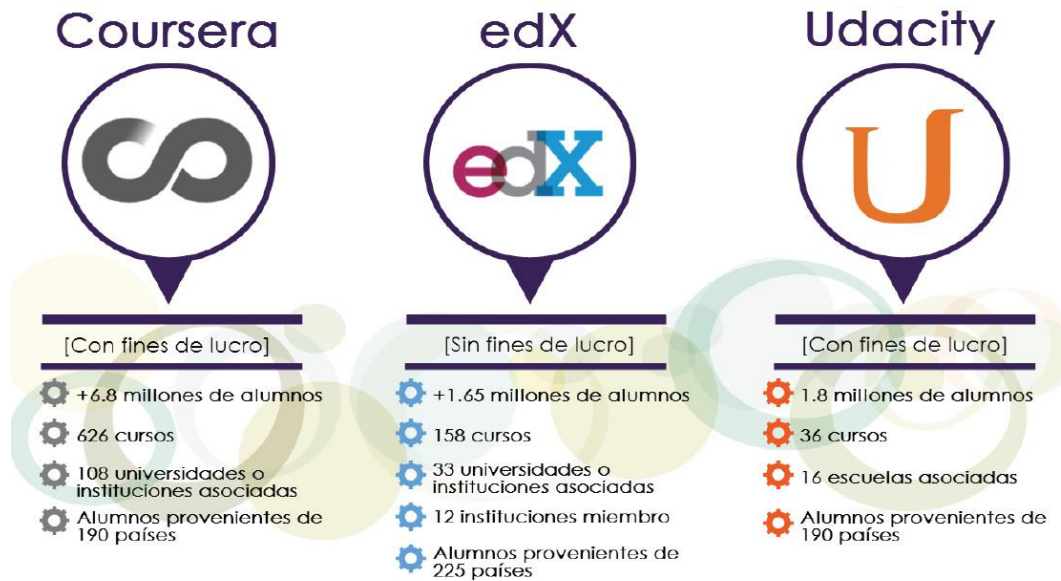 Coursera
edX
[Con fines de lucro]
+6.8 millones de alumnos
626 cursos
108 universidades o
instituciones asociadas
Alumnos provenientes de
190 países
edX
[Sin fines de lucro]
+1.65 millones de alumnos
158 cursos
33 universidades o
instituciones asociadas
12 instituciones miembro
Alumnos provenientes de
225 países
Udacity
U
[Con fines de lucro]
1.8 millones de alumnos
36 cursos
16 escuelas asociadas
Alumnos provenientes de
190 países